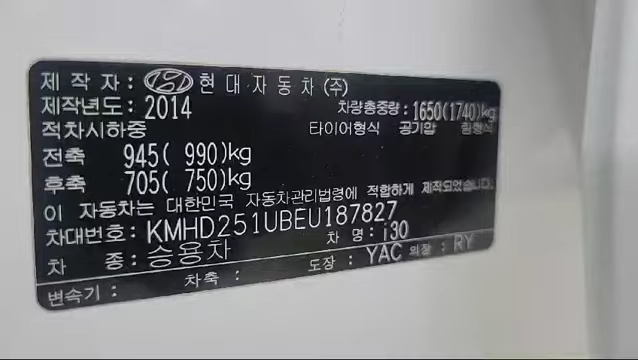 제 작 자 : 현대자동차(주)
제작년도 : 2014 차량총중량 : 1650(1740)kg
적차시하중 타이어형식 공기압 림형식
전축 945( 990)kg
후축 705( 750)kg
이 자동차는 대한민국 자동차관리법령에 적합하게 제작되었습니다.
차대번호 : KMHD251UBEU187827
차 종 : 승용차 차 명 : i30
변속기 : 차축 : 도장 : YAC 외장 : RY